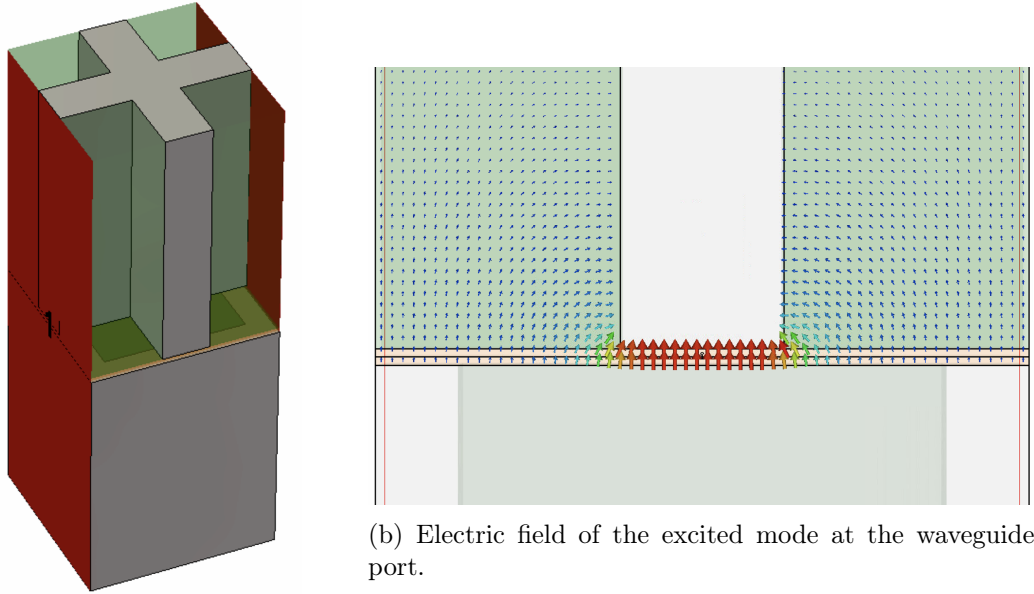 1
(b) Electric field of the excited mode at the waveguide
port.